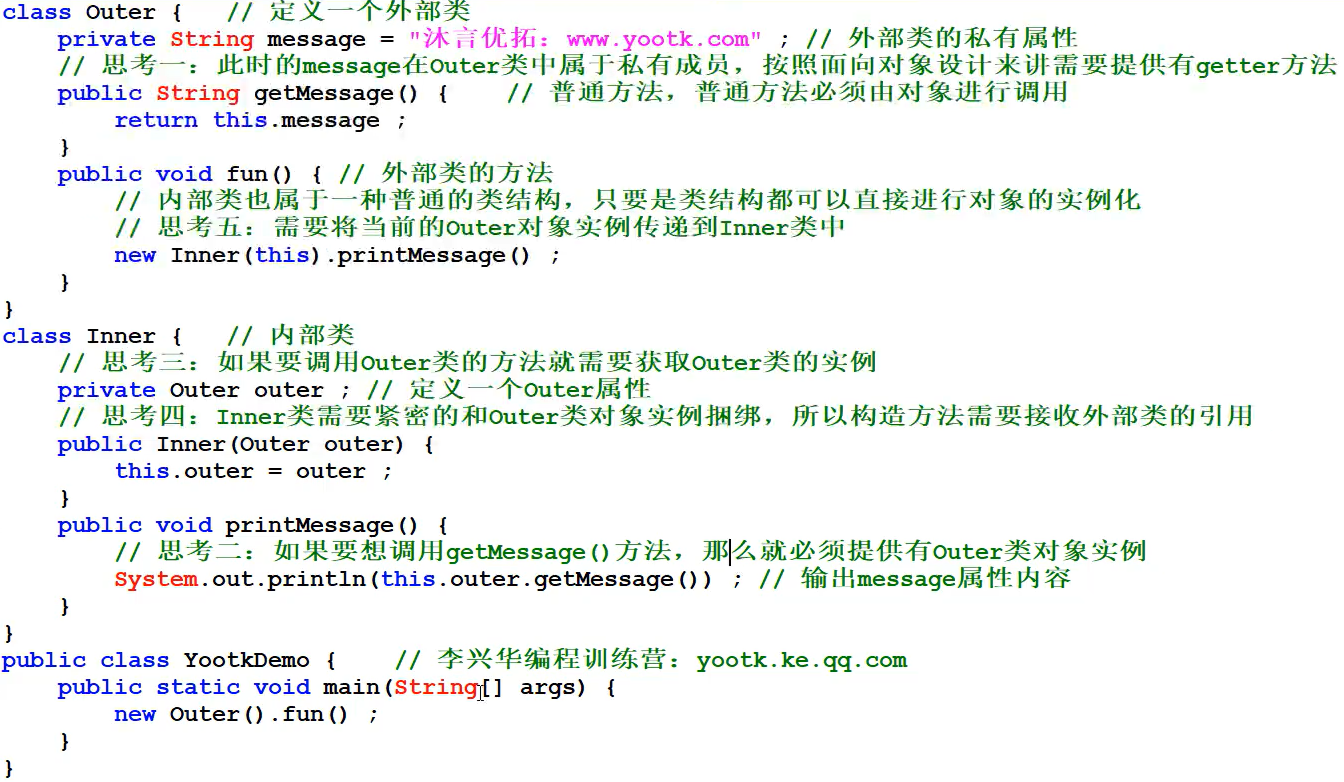 class Outer {   // 定义一个外部类
    private String message = "沐言优拓：www.yootk.com" ; // 外部类的私有属性
    // 思考一：此时的message在Outer类中属于私有成员，按照面向对象设计来讲需要提供有getter方法
    public String getMessage() {    // 普通方法，普通方法必须由对象进行调用
        return this.message ;
    }
    public void fun() { // 外部类的方法
        // 内部类也属于一种普通的类结构，只要是类结构都可以直接进行对象的实例化
        // 思考五：需要将当前的Outer对象实例传递到Inner类中
        new Inner(this).printMessage() ;
    }
}
class Inner {   // 内部类
    // 思考三：如果要调用Outer类的方法就需要获取Outer类的实例
    private Outer outer ; // 定义一个Outer属性
    // 思考四：Inner类需要紧密的和Outer类对象实例捆绑，所以构造方法需要接收外部类的引用
    public Inner(Outer outer) {
        this.outer = outer ;
    }
    public void printMessage() {
        // 思考二：如果要想调用getMessage()方法，那么就必须提供有Outer类对象实例
        System.out.println(this.outer.getMessage()) ; // 输出message属性内容
    }
}
public class YootkDemo {    // 李兴华编程训练营：yootk.ke.qq.com
    public static void main(String[] args) {
        new Outer().fun() ;
    }
}